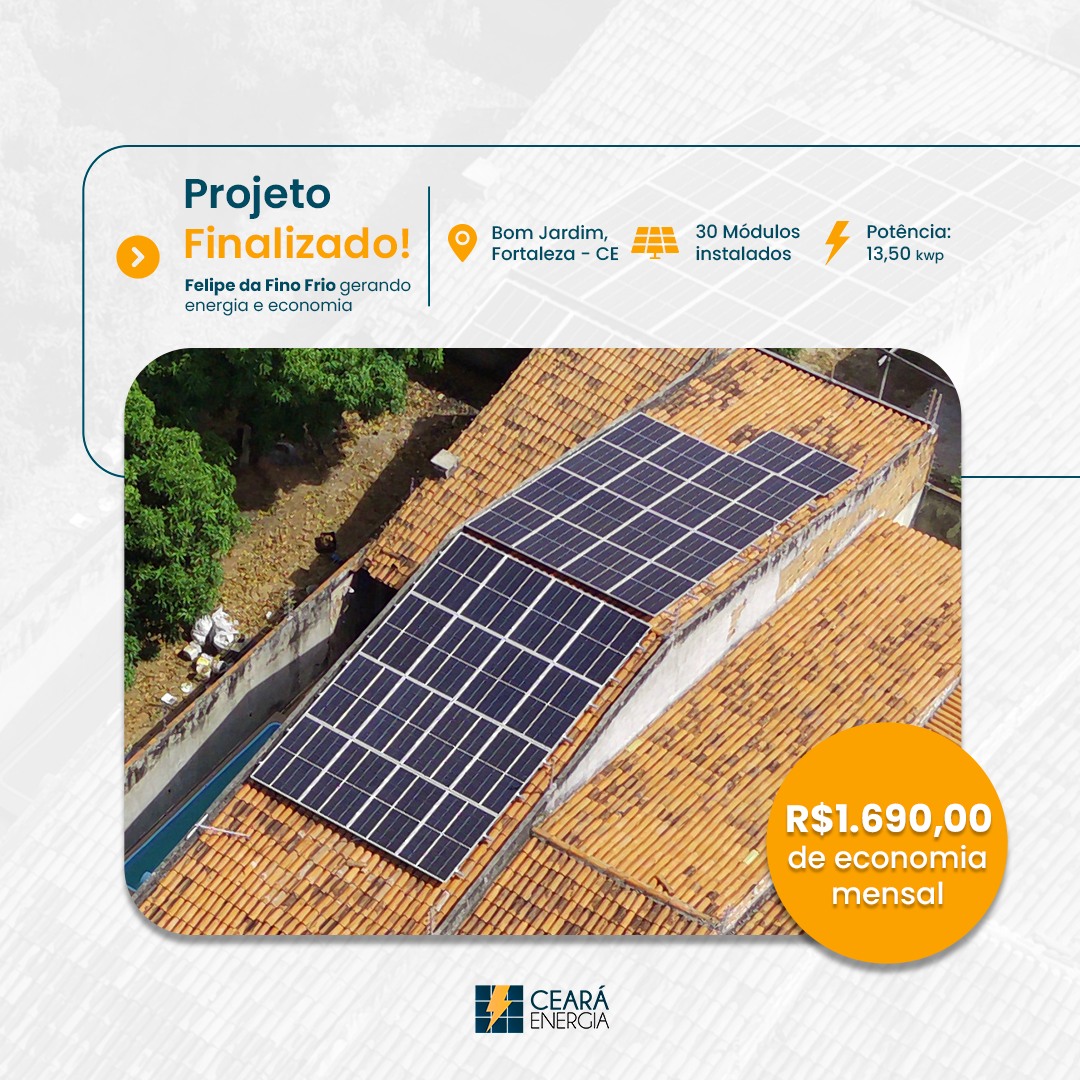 Projeto
Finalizado!
Felipe da Fino Frio gerando
energia e economia
Bom Jardim,
Fortaleza - CE
30 Módulos
instalados
Potência:
13,50 kwp
R$1.690,00
de economia
mensal
CEARÁ
ENERGIA